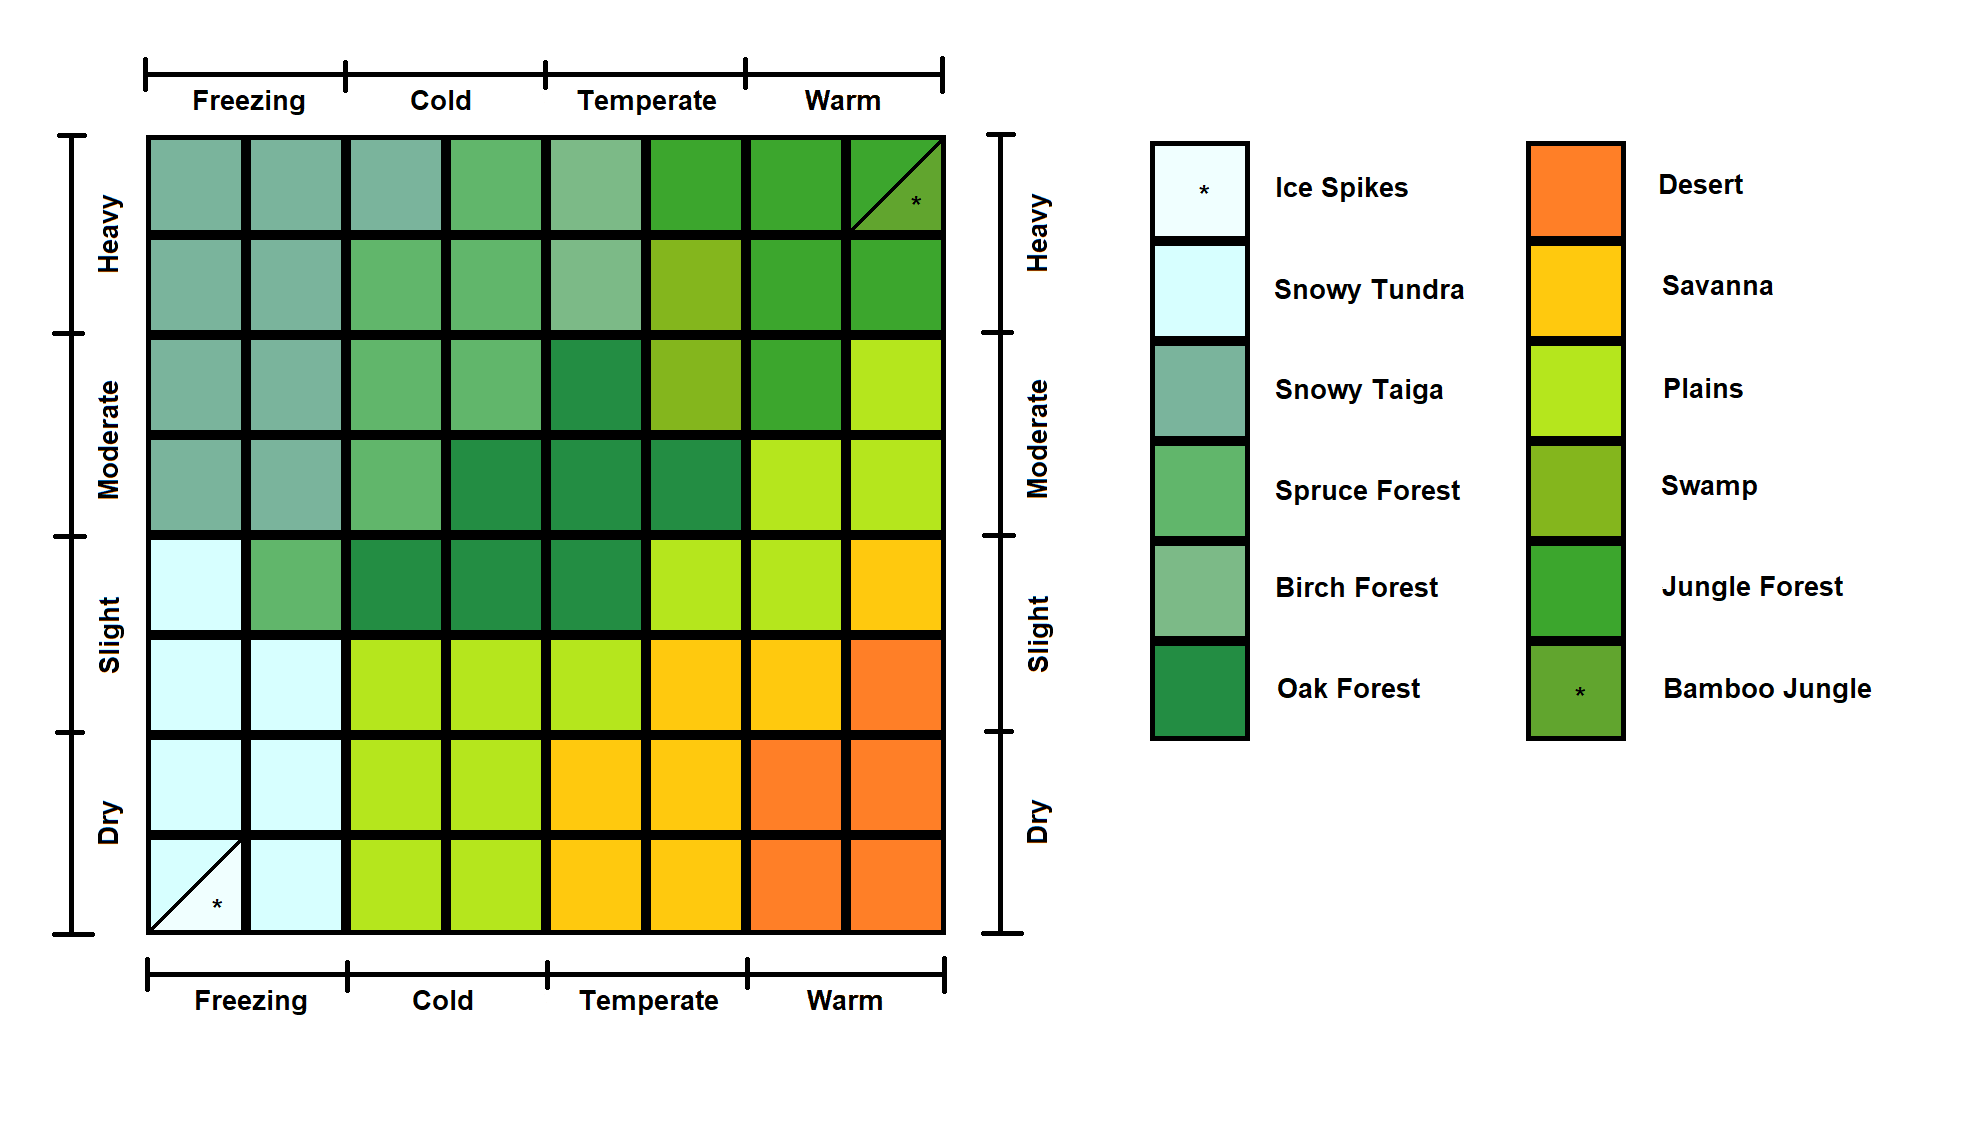 Freezing Cold Temperate Warm
Heavy
Moderate
Slight
Dry
*
*
Heavy
Moderate
Slight
Dry
Freezing Cold Temperate Warm
* Ice Spikes
Snowy Tundra
Snowy Taiga
Spruce Forest
Birch Forest
Oak Forest
Desert
Savanna
Plains
Swamp
Jungle Forest
* Bamboo Jungle